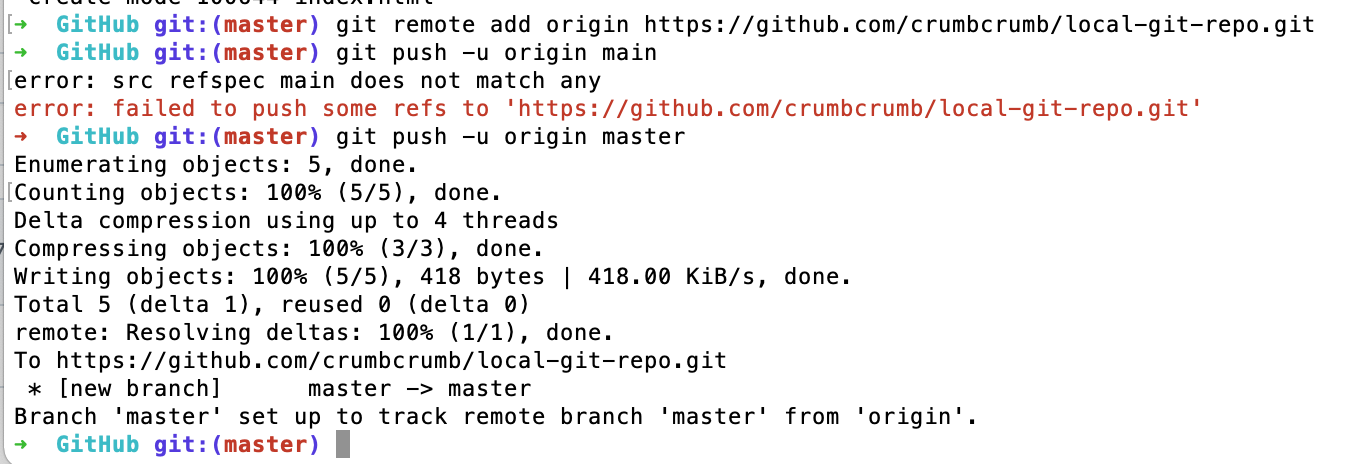 create mode 100644 index.html
→ GitHub git:(master) git remote add origin https://github.com/crumbcrumb/local-git-repo.git
→ GitHub git:(master) git push -u origin main
error: src refspec main does not match any
error: failed to push some refs to 'https://github.com/crumbcrumb/local-git-repo.git'
→ GitHub git:(master) git push -u origin master
Enumerating objects: 5, done.
Counting objects: 100% (5/5), done.
Delta compression using up to 4 threads
Compressing objects: 100% (3/3), done.
Writing objects: 100% (5/5), 418 bytes | 418.00 KiB/s, done.
Total 5 (delta 1), reused 0 (delta 0)
remote: Resolving deltas: 100% (1/1), done.
To https://github.com/crumbcrumb/local-git-repo.git
 * [new branch]      master -> master
Branch 'master' set up to track remote branch 'master' from 'origin'.
→ GitHub git:(master)